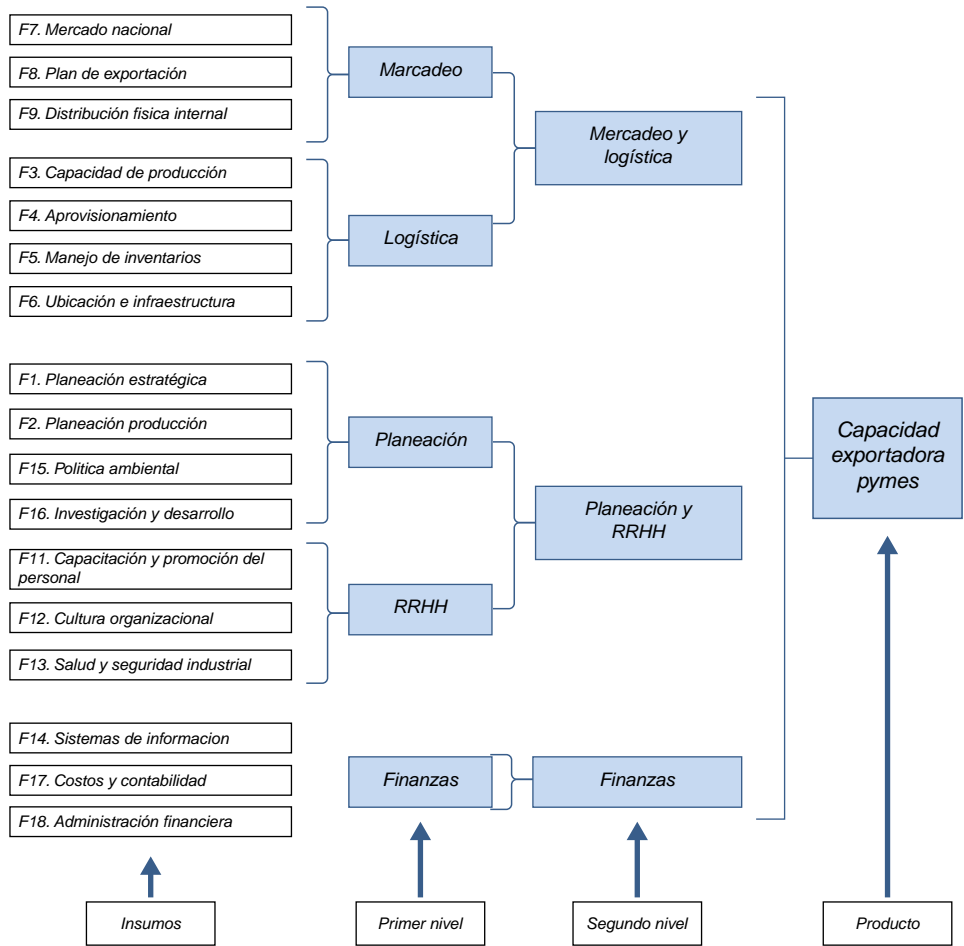 F7. Mercado nacional
F8. Plan de exportación
F9. Distribución fisica internal
Marcadeo
F3. Capacidad de producción
F4. Aprovisionamiento
F5. Manejo de inventarios
F6. Ubicación e infraestructura
Logística
Mercadeo y
logística
F1. Planeación estratégica
F2. Planeación producción
F15. Politica ambiental
F16. Investigación y desarrollo
Planeación
F11. Capacitación y promoción del
personal
F12. Cultura organizacional
F13. Salud y seguridad industrial
RRHH
Planeación y
RRHH
F14. Sistemas de informacion
F17. Costos y contabilidad
F18. Administración financiera
Finanzas
Finanzas
Capacidad
exportadora
pymes
Insumos
Primer nivel
Segundo nivel
Producto